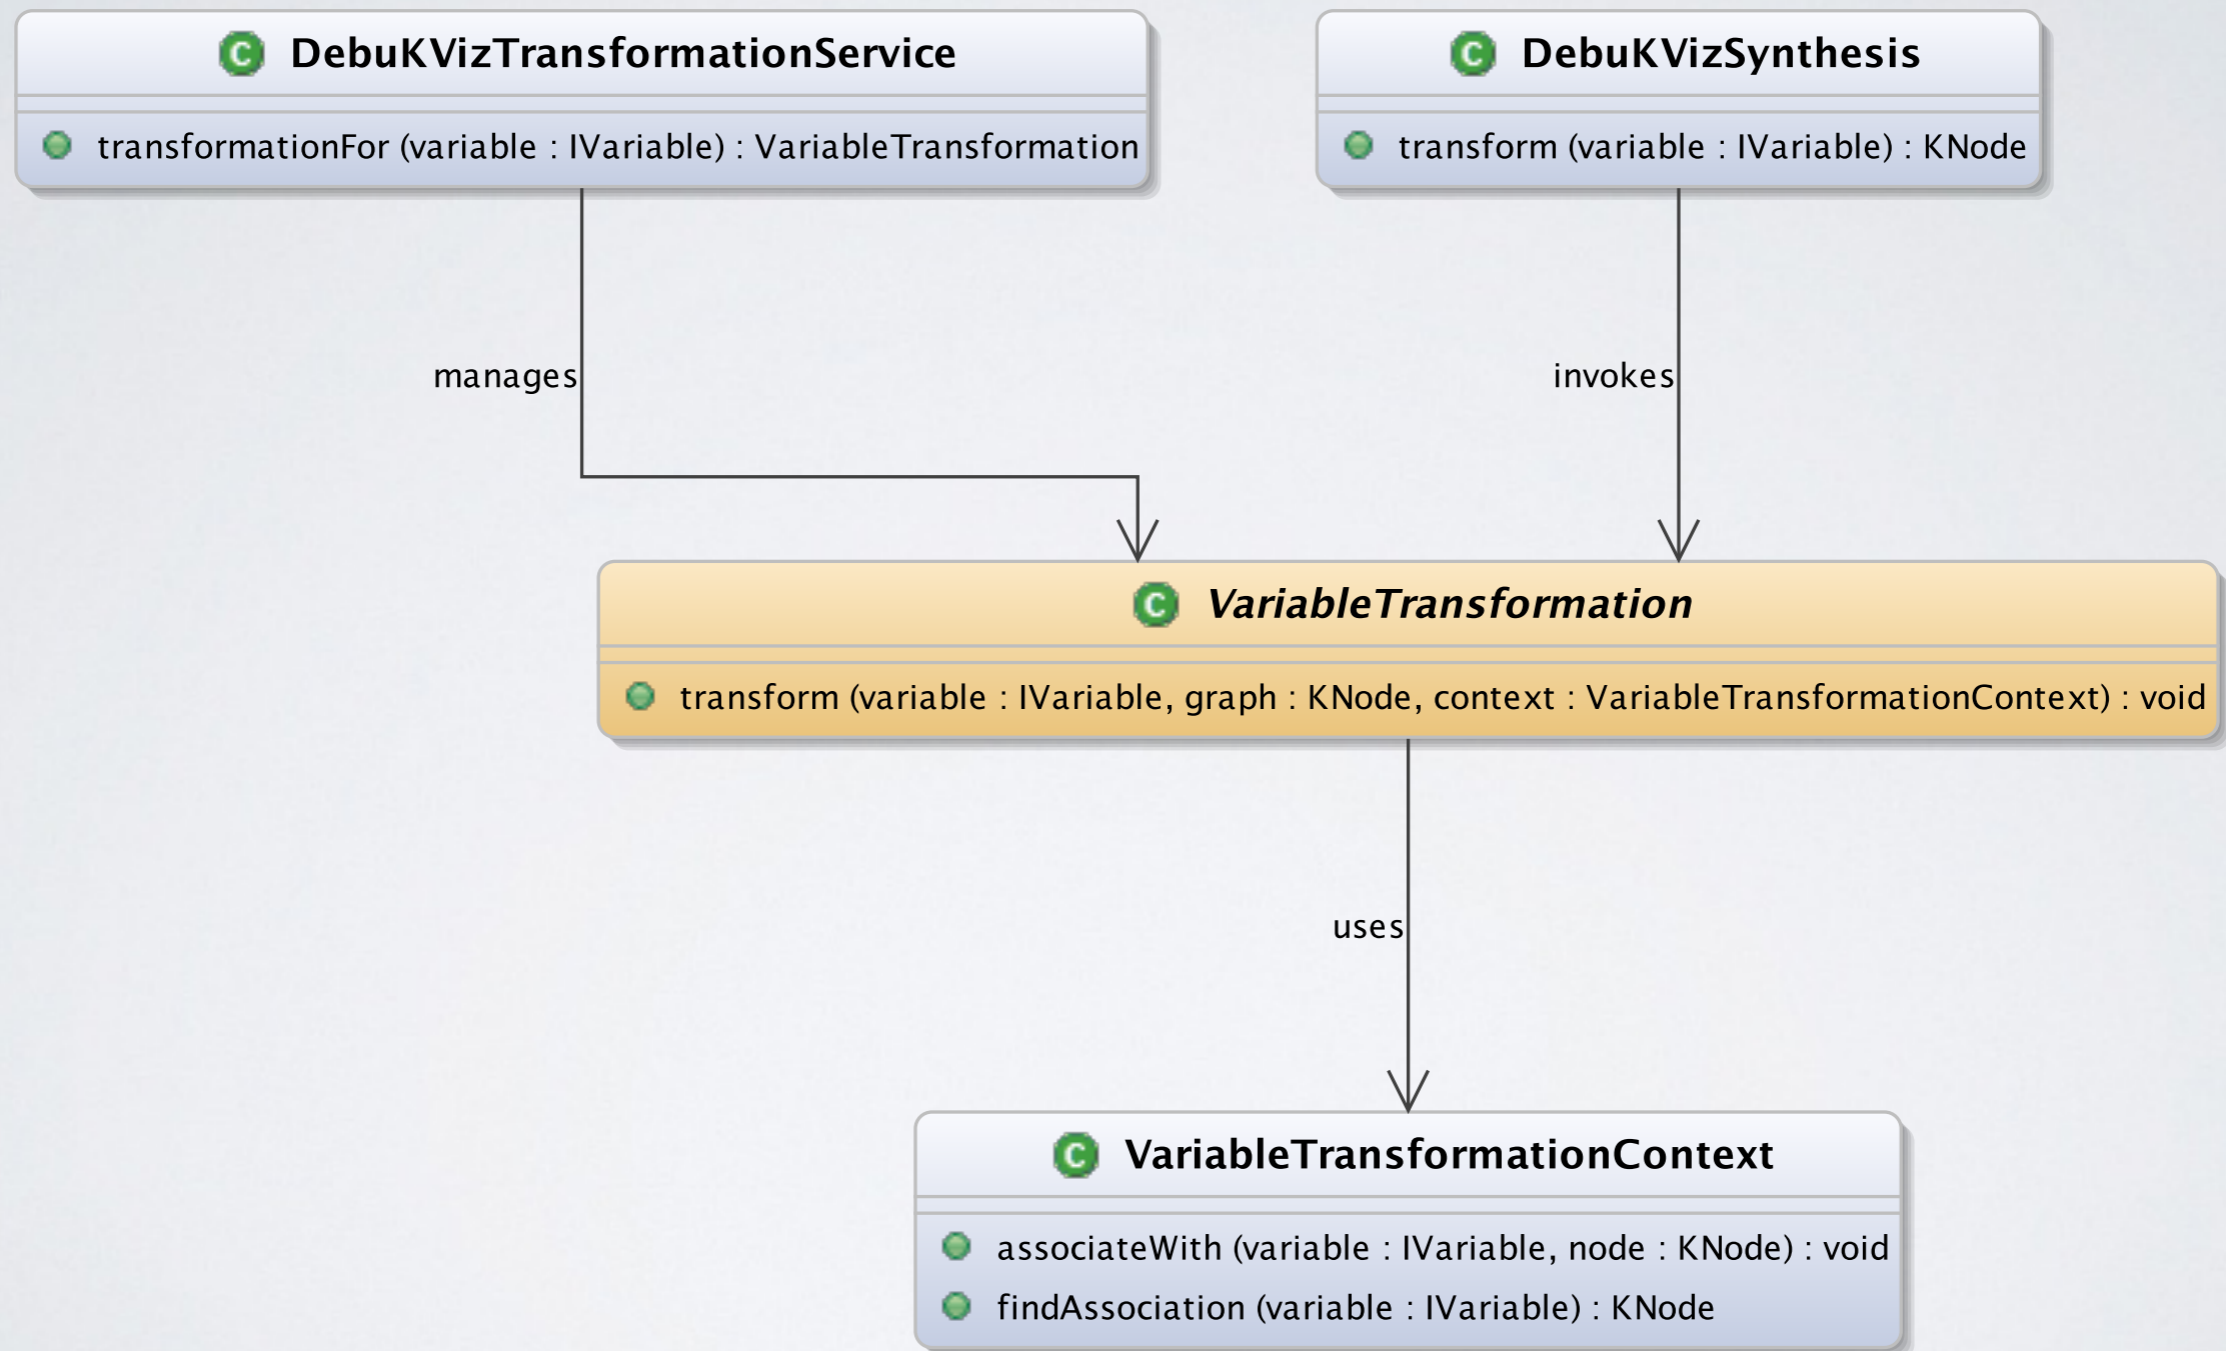 C DebuKVizTransformationService
transformationFor (variable : IVariable) : VariableTransformation
C DebuKVizSynthesis
transform (variable : IVariable) : KNode
manages
invokes
C VariableTransformation
transform (variable : IVariable, graph : KNode, context : VariableTransformationContext) : void
uses
C VariableTransformationContext
associateWith (variable : IVariable, node : KNode) : void
findAssociation (variable : IVariable) : KNode